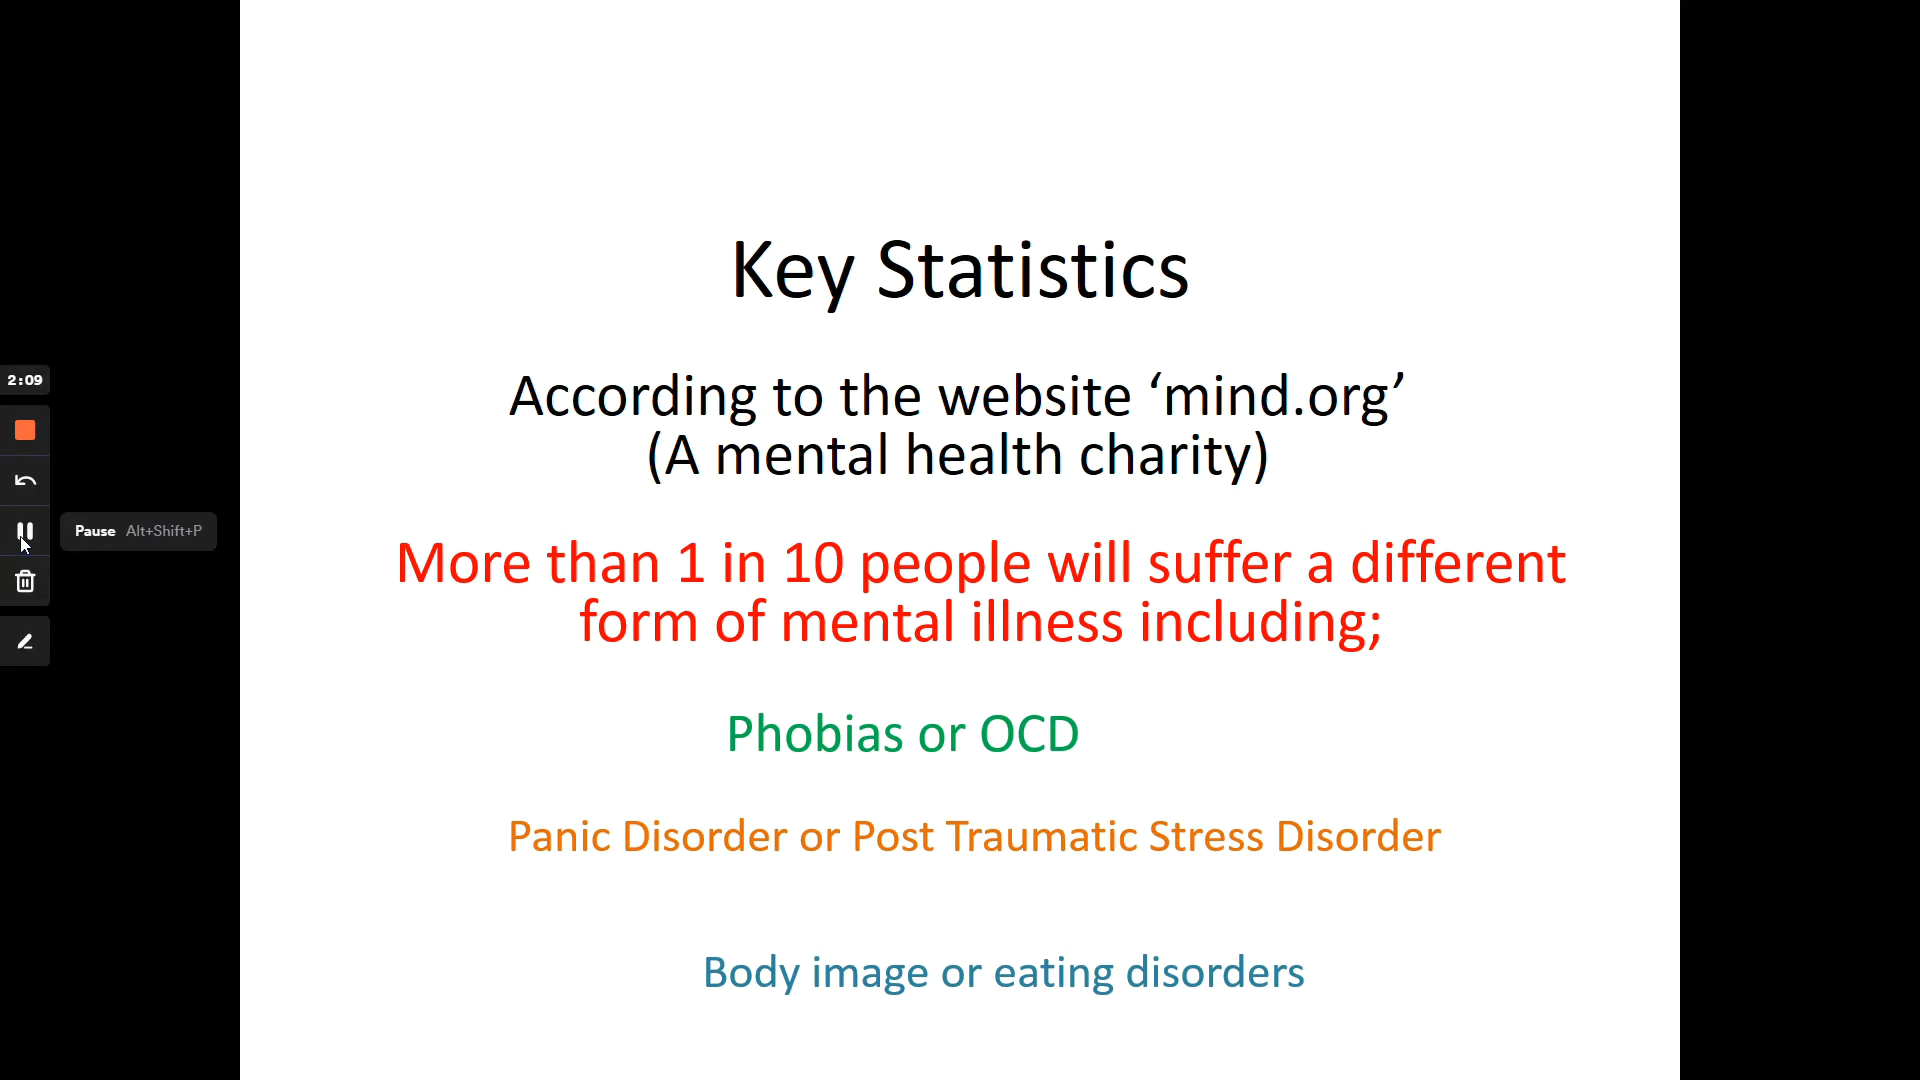 Key Statistics
According to the website ‘mind.org’
(A mental health charity)
2:09
Pause Alt+Shift+P
More than 1 in 10 people will suffer a different
form of mental illness including;
Phobias or OCD
Panic Disorder or Post Traumatic Stress Disorder
Body image or eating disorders